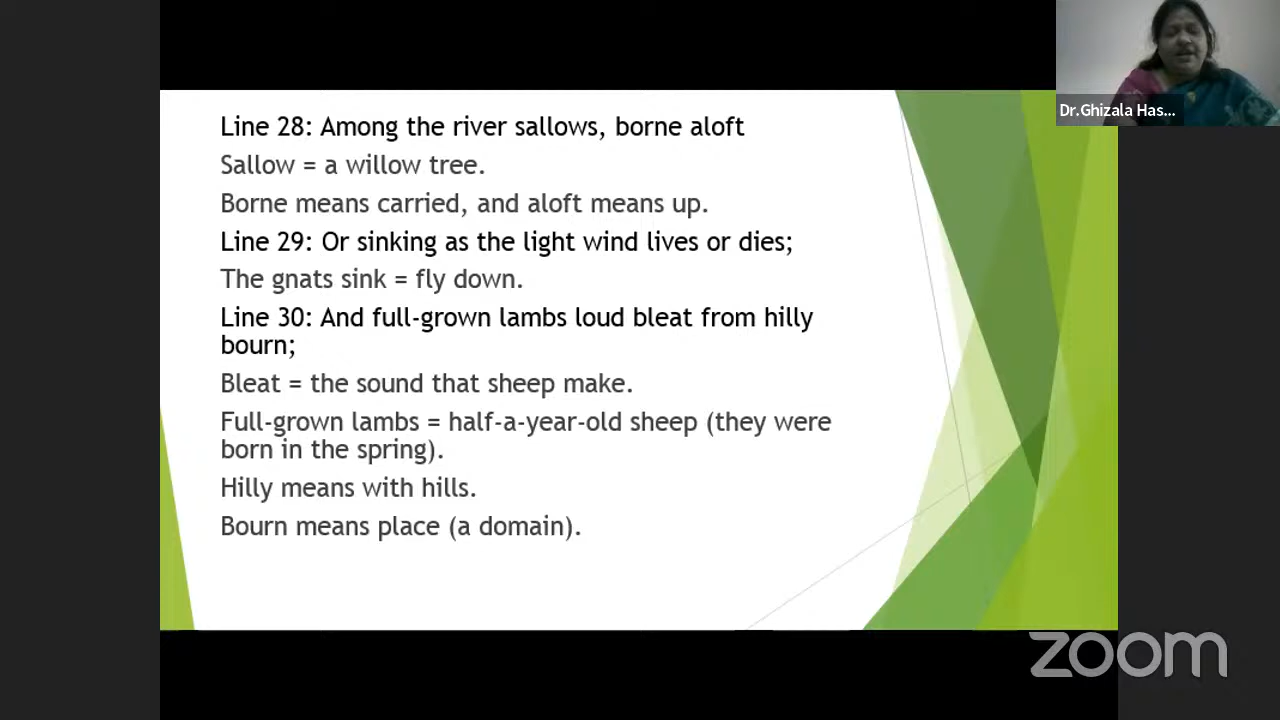 Dr.Ghizala Has...
Line 28: Among the river sallows, borne aloft
Sallow = a willow tree.
Borne means carried, and aloft means up.
Line 29: Or sinking as the light wind lives or dies;
The gnats sink = fly down.
Line 30: And full-grown lambs loud bleat from hilly
bourn;
Bleat = the sound that sheep make.
Full-grown lambs = half-a-year-old sheep (they were
born in the spring).
Hilly means with hills.
Bourn means place (a domain).
zoom